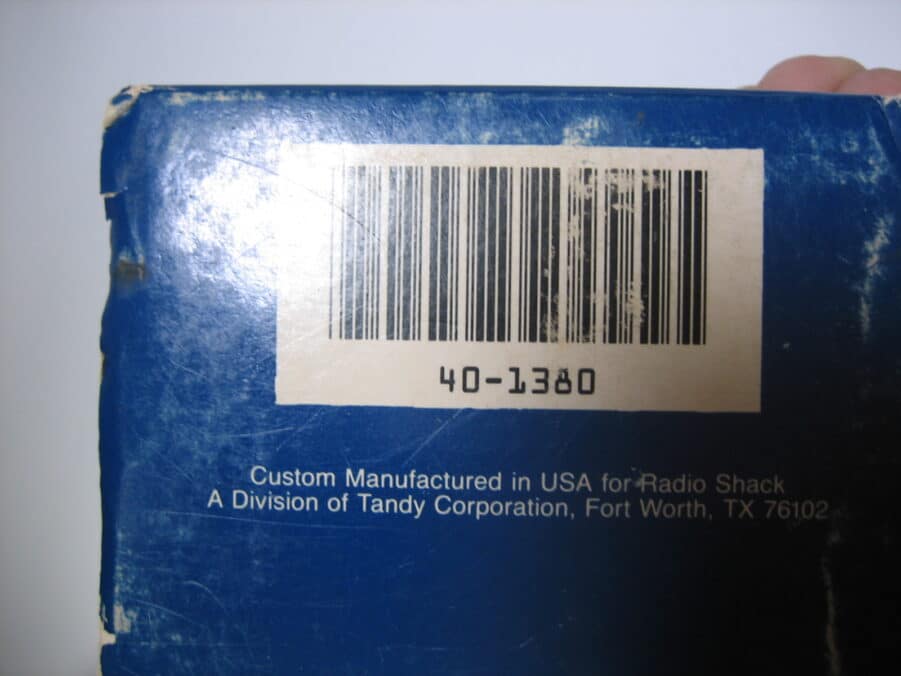 40-1380
Custom Manufactured in USA for Radio Shack
A Division of Tandy Corporation, Fort Worth, TX 76102